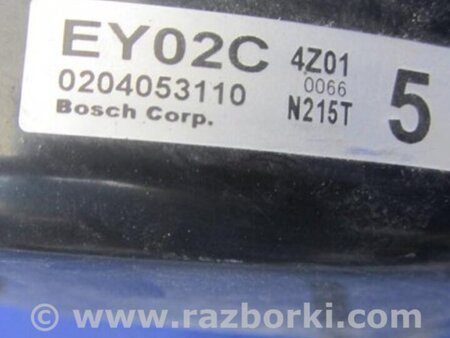 EY02C 4Z01 5
0066
0204053110
N215T
Bosch Corp.
© www.razborki.com